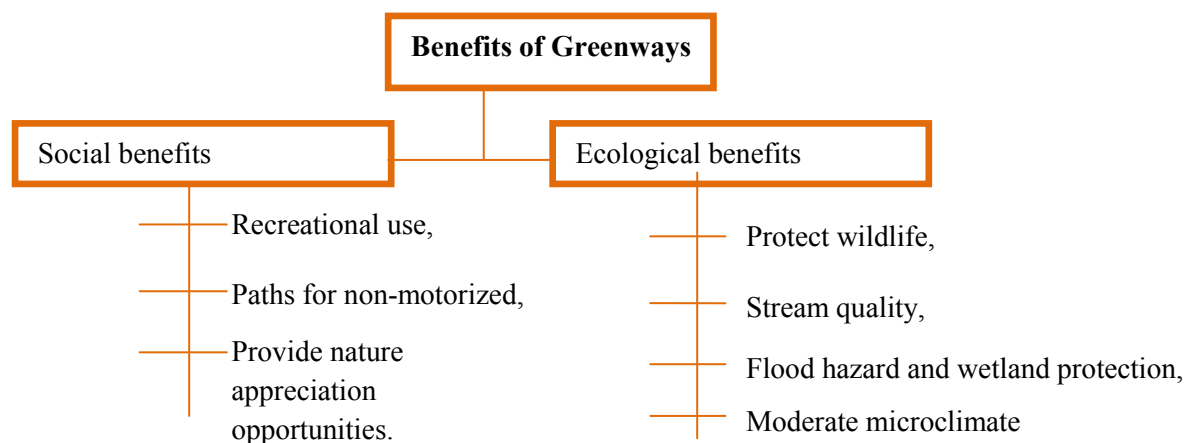 Benefits of Greenways
Social benefits
Ecological benefits
Recreational use,
Paths for non-motorized,
Provide nature
appreciation
opportunities.
Protect wildlife,
Stream quality,
Flood hazard and wetland protection,
Moderate microclimate